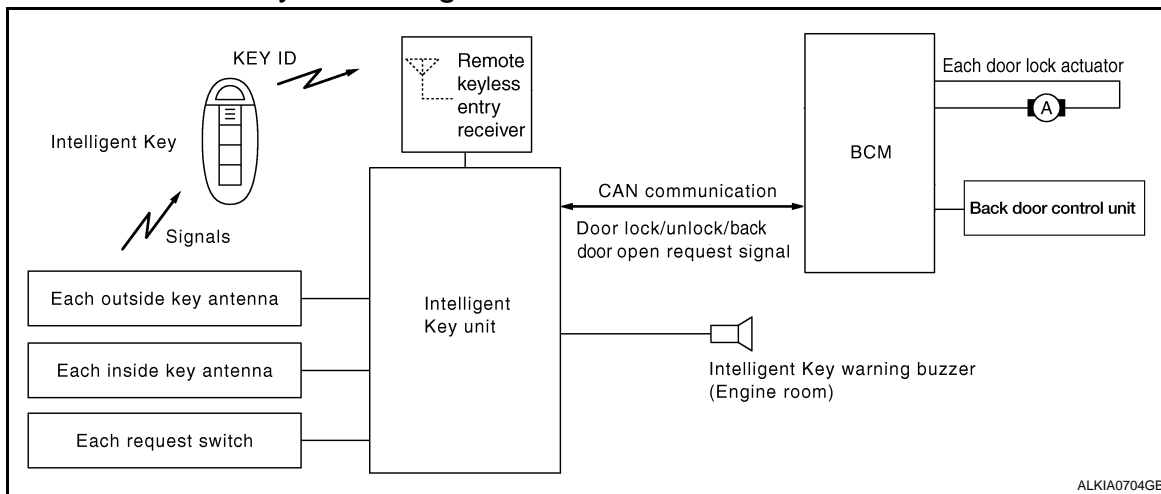 KEY ID
Intelligent Key
Signals
Remote
keyless
entry
receiver
Each outside key antenna
Each inside key antenna
Each request switch
Intelligent
Key unit
CAN communication
Door lock/unlock/back
door open request signal
BCM
Each door lock actuator
A
Back door control unit
Intelligent Key warning buzzer
(Engine room)
ALKIA0704GB